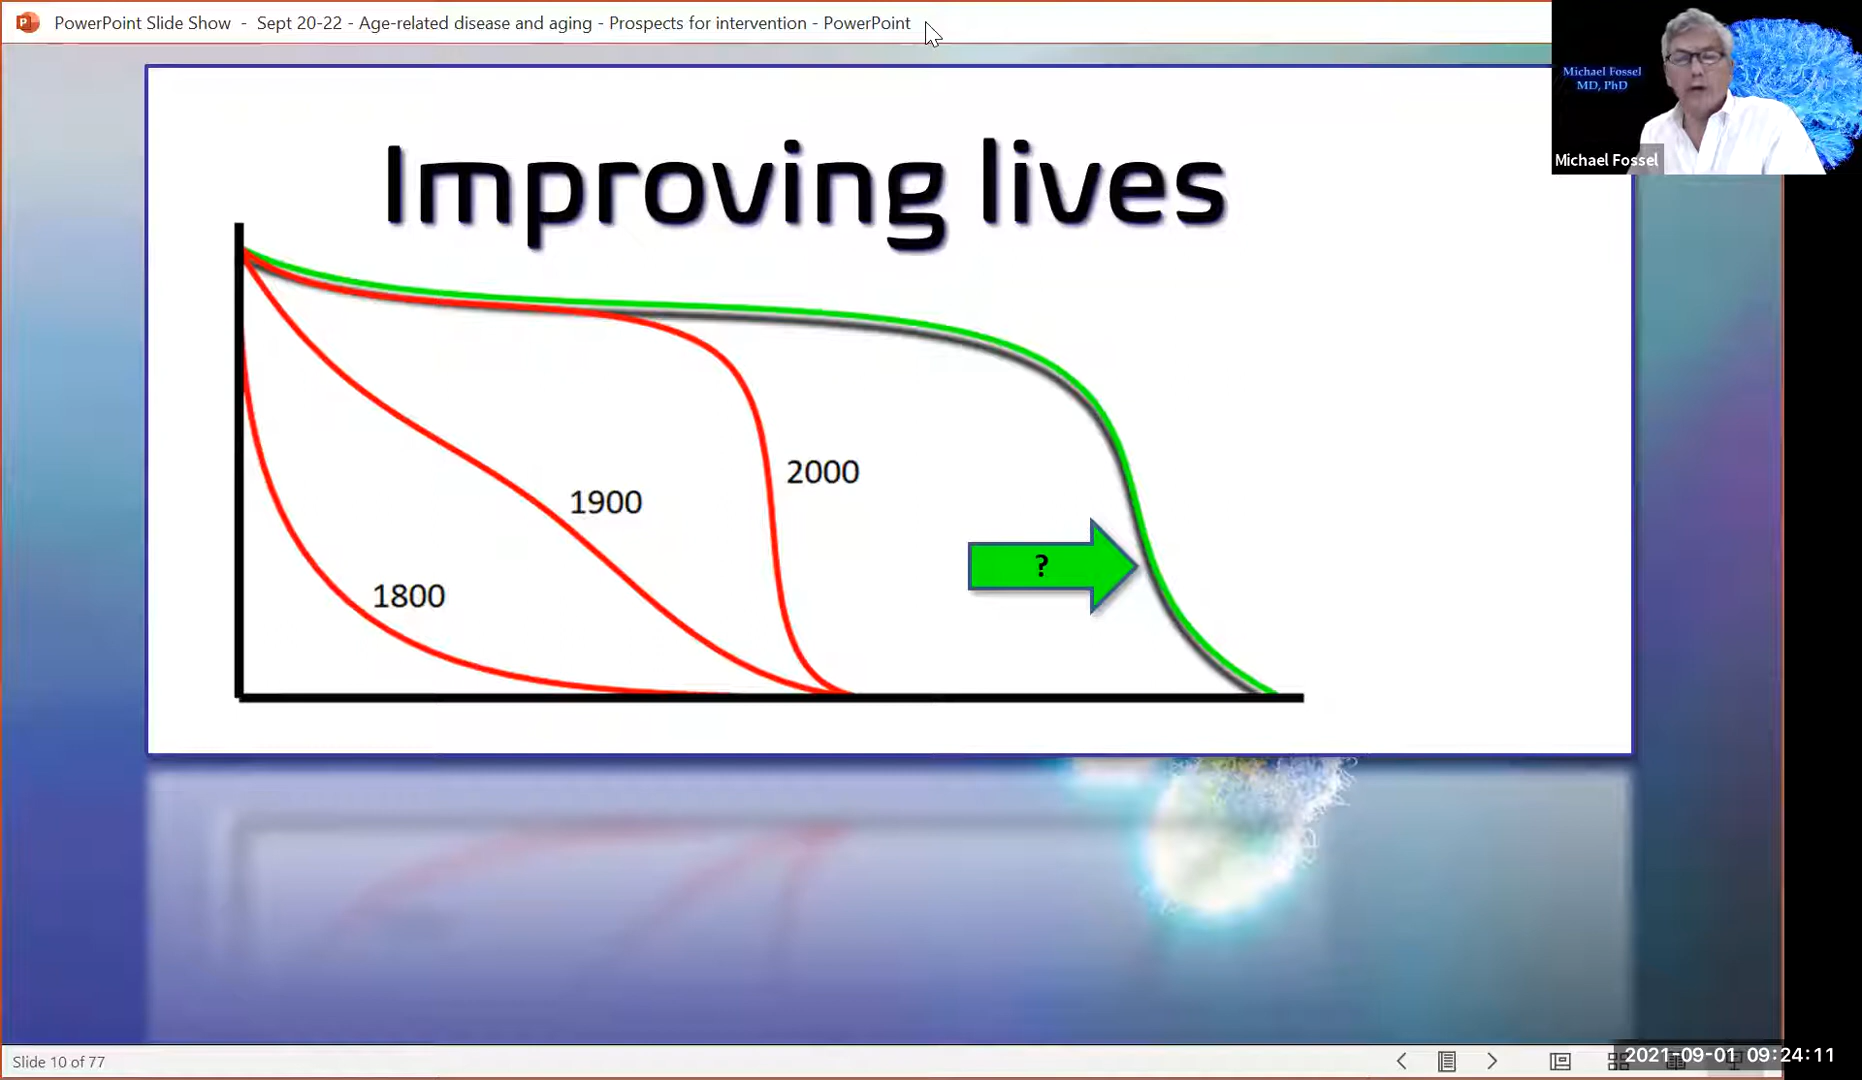 PowerPoint Slide Show - Sept 20-22 - Age-related disease and aging - Prospects for intervention - PowerPoint
Michael Fossel
MD, PhD
Michael Fossel
Improving lives
2000
1900
?
1800
Slide 10 of 77
2021-09-01 09:24:11